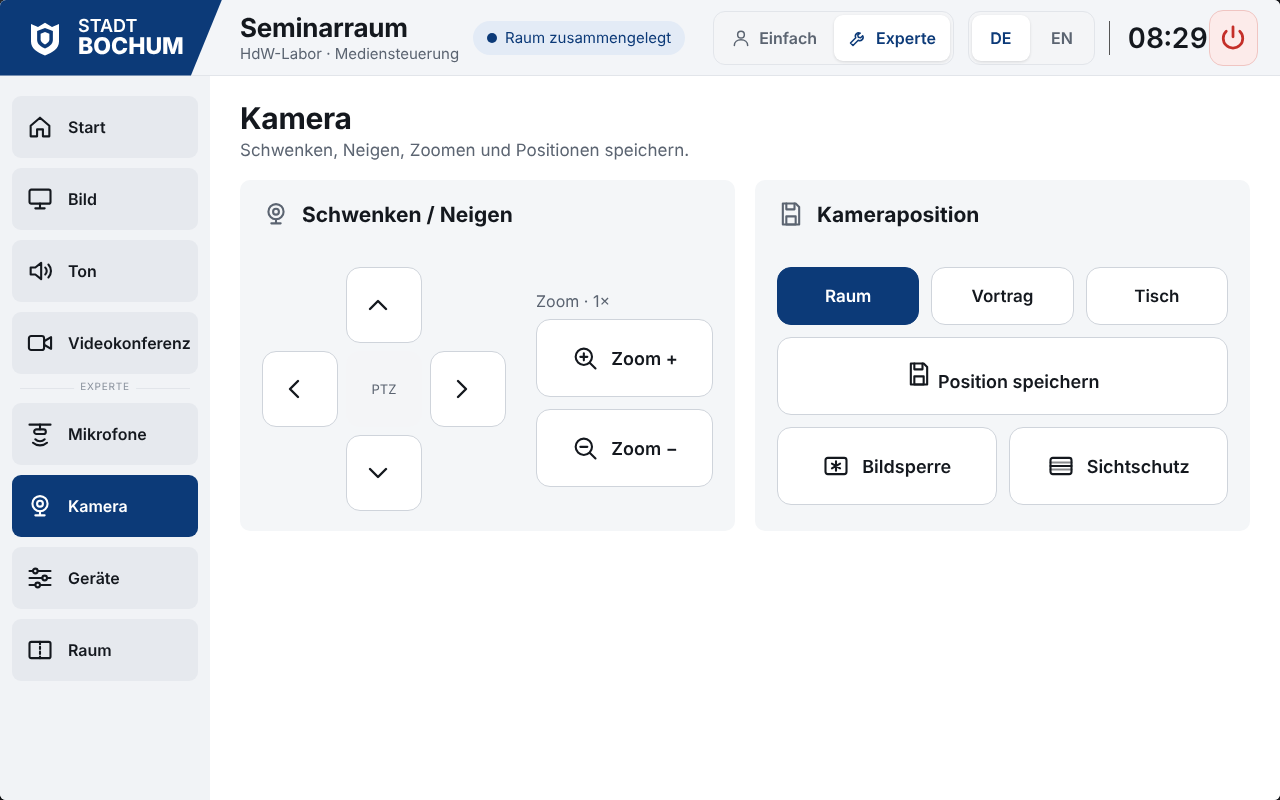 STADT
BOCHUM
Seminarraum
HdW-Labor · Mediensteuerung
Raum zusammengelegt
Einfach
Experte
DE
EN
08:29
Start
Bild
Ton
Videokonferenz
EXPERTE
Mikrofone
Kamera
Geräte
Raum
Kamera
Schwenken, Neigen, Zoomen und Positionen speichern.
Schwenken / Neigen
PTZ
Zoom · 1×
Zoom +
Zoom −
Kameraposition
Raum
Vortrag
Tisch
Position speichern
Bildsperre
Sichtschutz